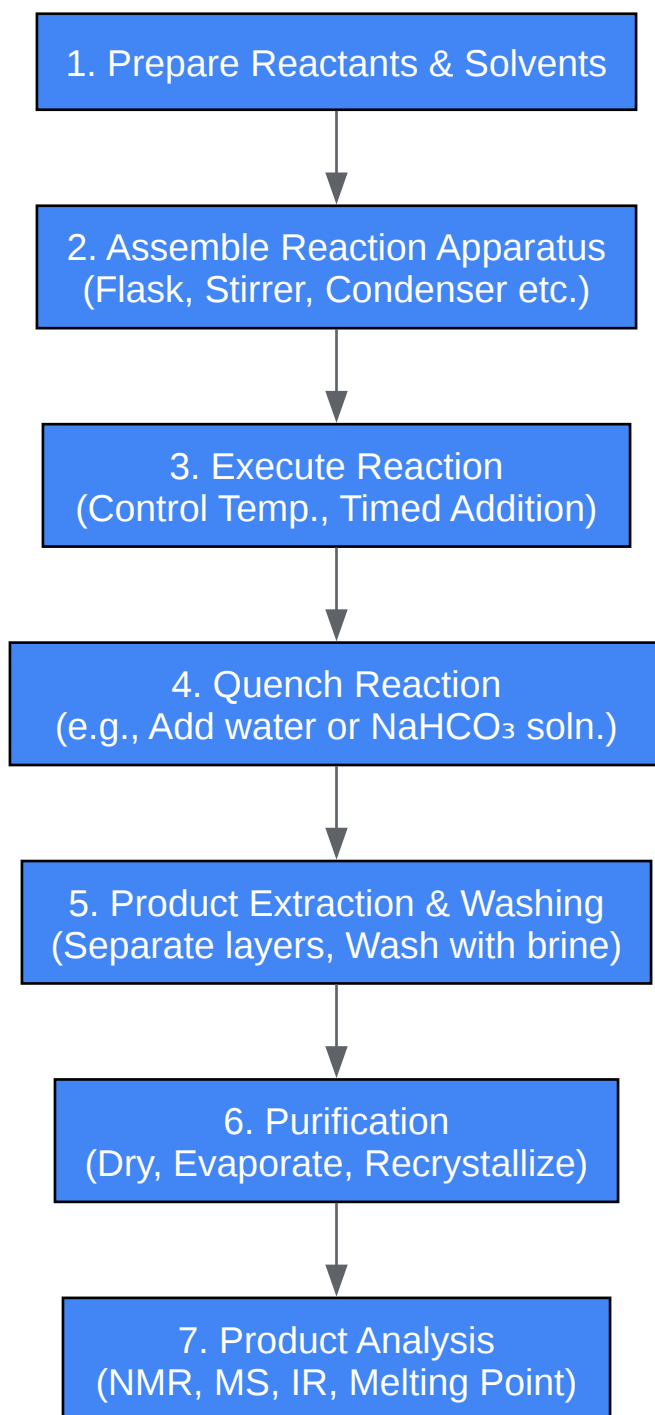 1. Prepare Reactants & Solvents
2. Assemble Reaction Apparatus
(Flask, Stirrer, Condenser etc.)
3. Execute Reaction
(Control Temp., Timed Addition)
4. Quench Reaction
(e.g., Add water or NaHCO₃ soln.)
5. Product Extraction & Washing
(Separate layers, Wash with brine)
6. Purification
(Dry, Evaporate, Recrystallize)
7. Product Analysis
(NMR, MS, IR, Melting Point)